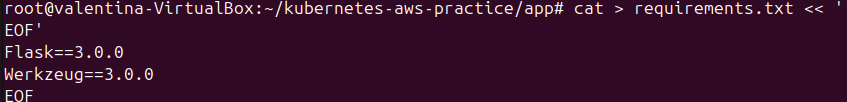 root@valentina-VirtualBox:~/kubernetes-aws-practice/app# cat > requirements.txt << '
EOF'
Flask==3.0.0
Werkzeug==3.0.0
EOF